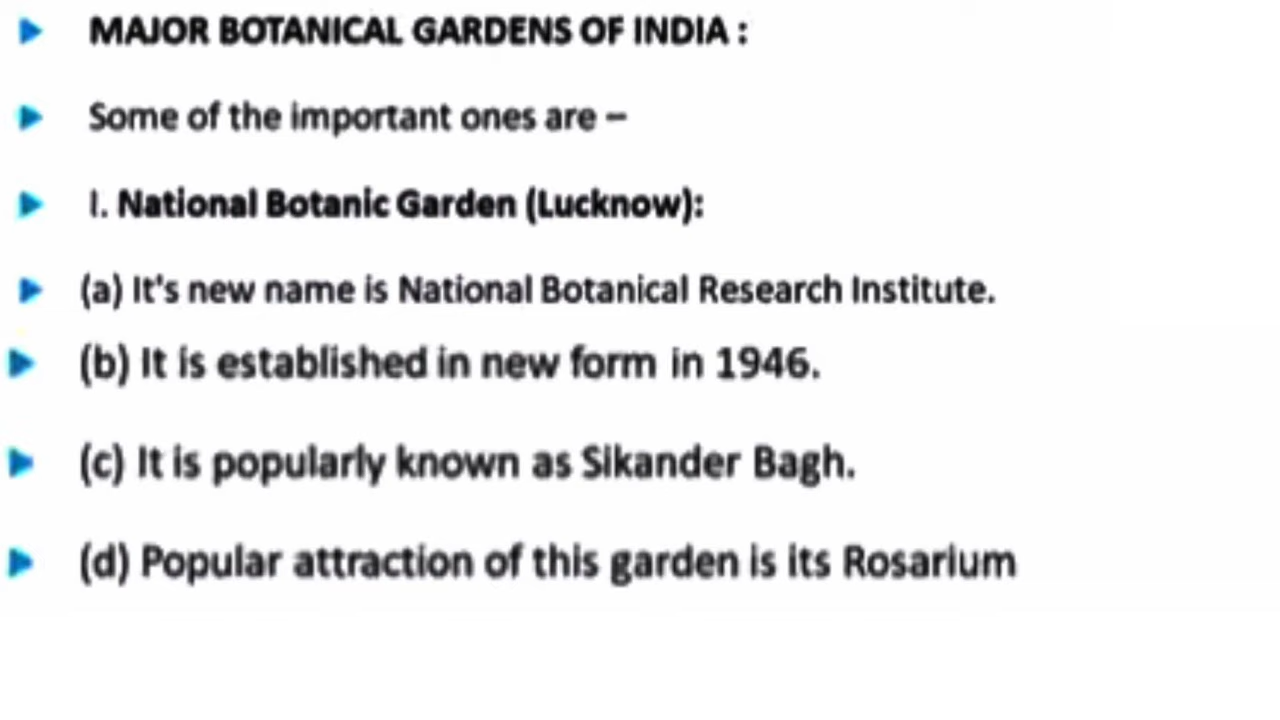 MAJOR BOTANICAL GARDENS OF INDIA :
Some of the important ones are –
I. National Botanic Garden (Lucknow):
(a) It's new name is National Botanical Research Institute.
(b) It is established in new form in 1946.
(c) It is popularly known as Sikander Bagh.
(d) Popular attraction of this garden is its Rosarium